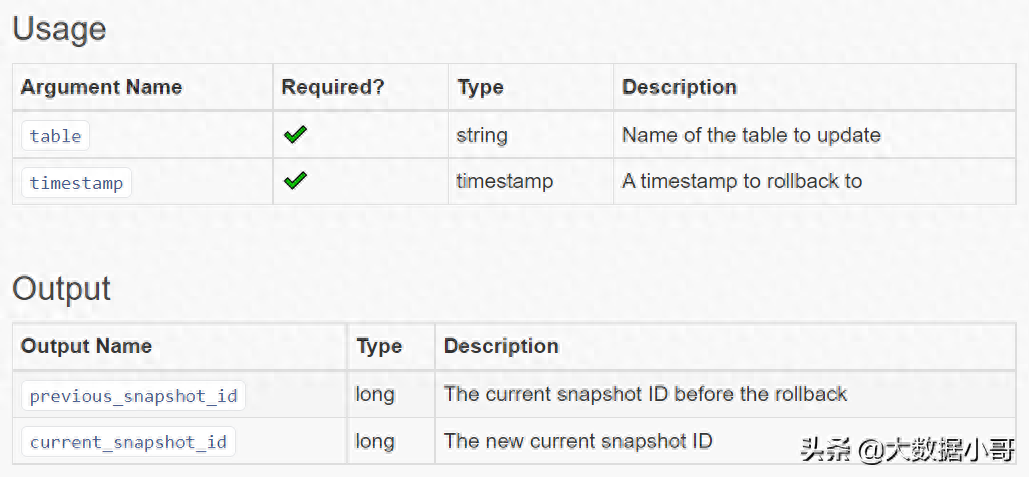 Usage
Argument Name Required? Type Description
table ✔ string Name of the table to update
timestamp ✔ timestamp A timestamp to rollback to
Output
Output Name Type Description
previous_snapshot_id long The current snapshot ID before the rollback
current_snapshot_id long The new current snapshot ID
头条 @大数据小哥